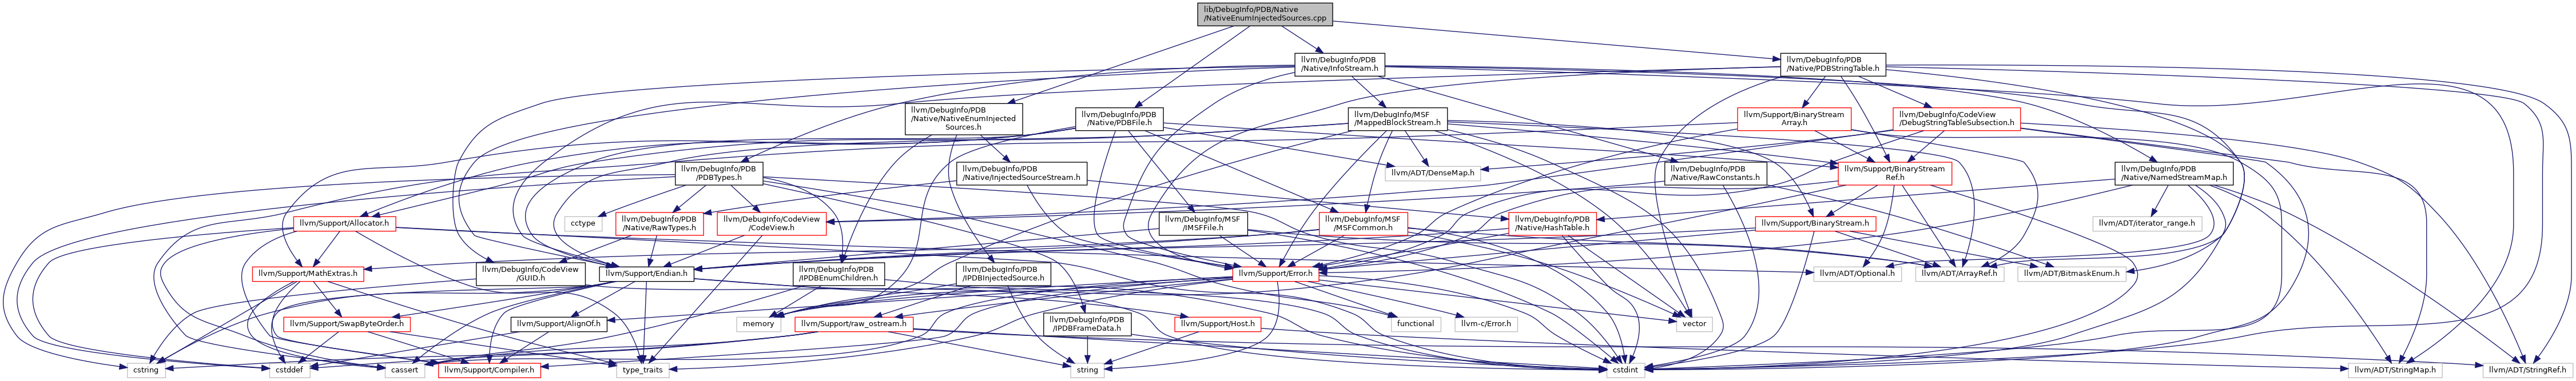 lib/DebugInfo/PDB/Native
/NativeEnumInjectedSources.cpp
llvm/DebugInfo/PDB
/Native/InfoStream.h
llvm/DebugInfo/PDB
/Native/PDBStringTable.h
llvm/DebugInfo/PDB
/Native/NativeEnumInjected
Sources.h
llvm/DebugInfo/PDB
/Native/PDBFile.h
llvm/DebugInfo/MSF
/MappedBlockStream.h
llvm/Support/BinaryStream
Array.h
llvm/DebugInfo/CodeView
/DebugStringTableSubsection.h
llvm/DebugInfo/PDB
/PDBTypes.h
llvm/DebugInfo/PDB
/Native/InjectedSourceStream.h
llvm/ADT/DenseMap.h
llvm/DebugInfo/PDB
/Native/RawConstants.h
llvm/Support/BinaryStream
Ref.h
llvm/DebugInfo/PDB
/Native/NamedStreamMap.h
llvm/Support/Allocator.h
cctype
llvm/DebugInfo/PDB
/Native/RawTypes.h
llvm/DebugInfo/CodeView
/CodeView.h
llvm/DebugInfo/MSF
/IMSFFile.h
llvm/DebugInfo/MSF
/MSFCommon.h
llvm/DebugInfo/PDB
/Native/HashTable.h
llvm/Support/BinaryStream.h
llvm/ADT/iterator_range.h
llvm/Support/MathExtras.h
llvm/DebugInfo/CodeView
/GUID.h
llvm/Support/Endian.h
llvm/DebugInfo/PDB
/IPDBEnumChildren.h
llvm/DebugInfo/PDB
/IPDBInjectedSource.h
llvm/Support/Error.h
llvm/ADT/Optional.h
llvm/ADT/ArrayRef.h
llvm/ADT/BitmaskEnum.h
llvm/Support/SwapByteOrder.h
llvm/Support/AlignOf.h
memory
llvm/Support/raw_ostream.h
llvm/DebugInfo/PDB
/IPDBFrameData.h
llvm/Support/Host.h
functional
llvm-c/Error.h
vector
cstring
cstddef
cassert
llvm/Support/Compiler.h
type_traits
string
cstdint
llvm/ADT/StringMap.h
llvm/ADT/StringRef.h